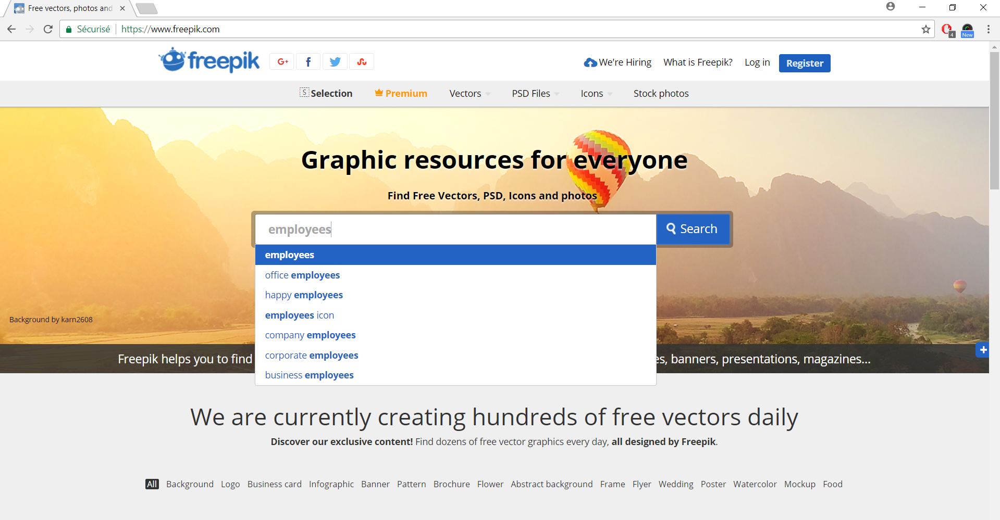 Free vectors, photos and
Sécurisé https://www.freepik.com
4
New
freepik
G+ f
We're Hiring What is Freepik? Log in Register
S Selection Premium Vectors PSD Files Icons Stock photos
Graphic resources for everyone
Find Free Vectors, PSD, Icons and photos
employees Search
employees
office employees
happy employees
employees icon
company employees
corporate employees
business employees
Background by karn2608
Freepik helps you to find es, banners, presentations, magazines...
We are currently creating hundreds of free vectors daily
Discover our exclusive content! Find dozens of free vector graphics every day, all designed by Freepik.
All Background Logo Business card Infographic Banner Pattern Brochure Flower Abstract background Frame Flyer Wedding Poster Watercolor Mockup Food